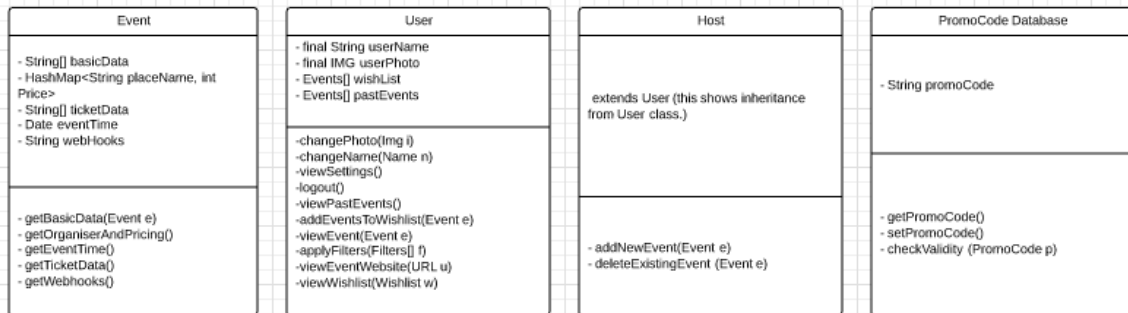 Event
- String[] basicData
- HashMap<String placeName, int
Price>
- String[] ticketData
- Date eventTime
- String webHooks
- getBasicData(Event e)
- getOrganiserAndPricing()
- getEventTime()
- getTicketData()
- getWebhooks()
User
- final String userName
- final IMG userPhoto
- Events[] wishList
- Events[] pastEvents
-changePhoto(Img i)
-changeName(Name n)
-viewSettings()
-logout()
-viewPastEvents()
-addEventsToWishlist(Event e)
-viewEvent(Event e)
-applyFilters(Filters[] f)
-viewEventWebsite(URL u)
-viewWishlist(Wishlist w)
Host
extends User (this shows inheritance
from User class.)
- addNewEvent(Event e)
- deleteExistingEvent (Event e)
PromoCode Database
- String promoCode
- getPromoCode()
- setPromoCode()
- checkValidity (PromoCode p)